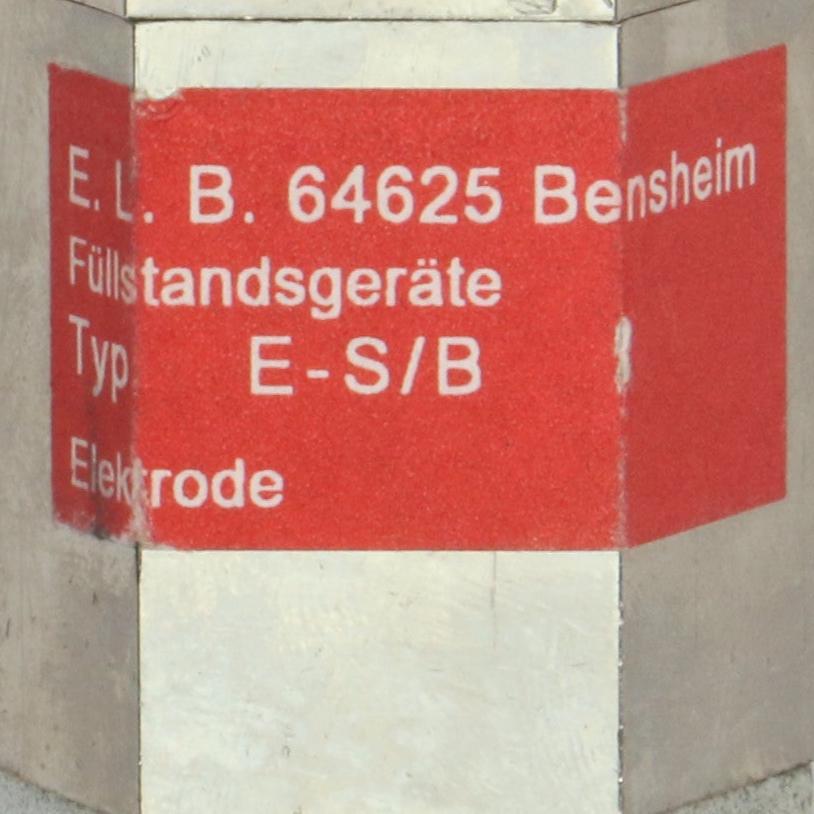 E. L. B. 64625 Bensheim
Füllstandsgeräte
Typ E-S/B
Elektrode